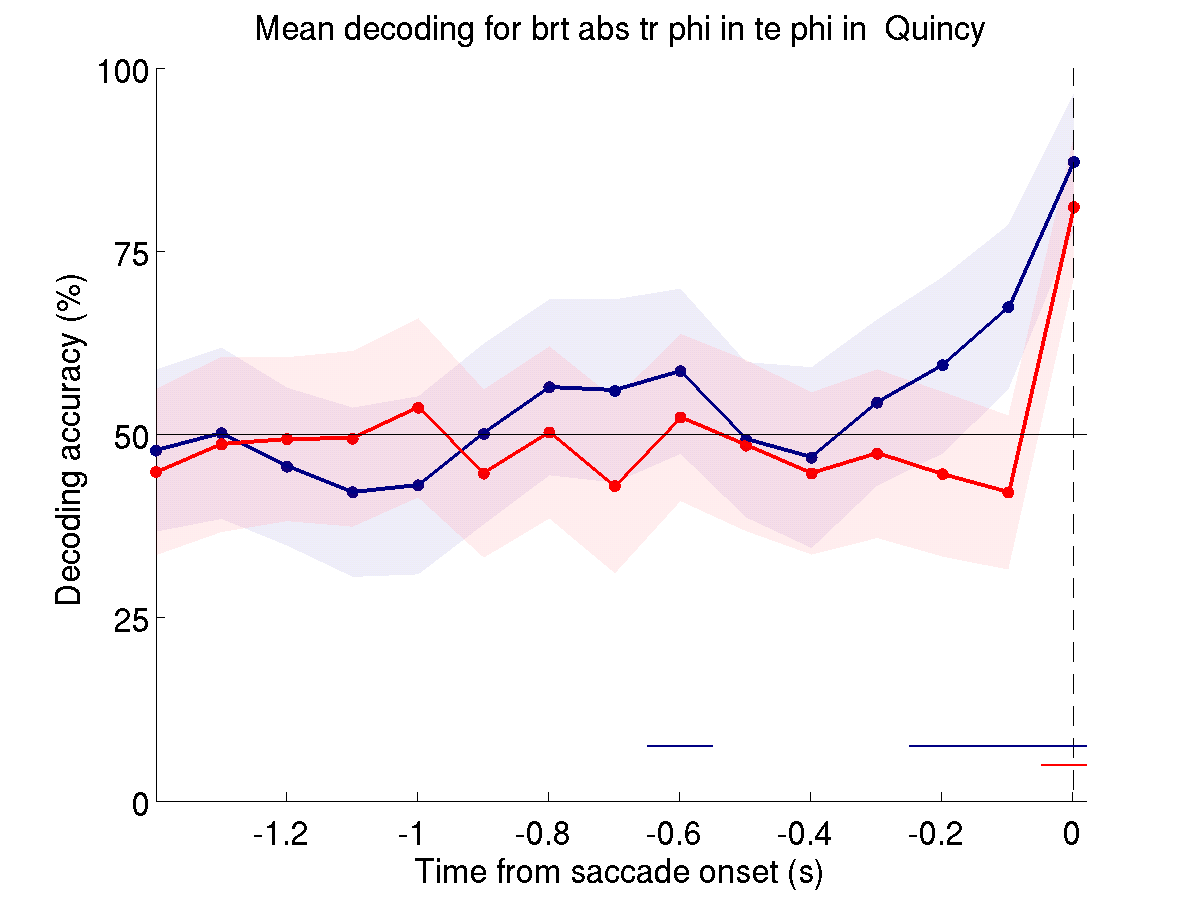 Mean decoding for brt abs tr phi in te phi in  Quincy
100
75
50
25
0
Decoding accuracy (%)
-1.2 -1 -0.8 -0.6 -0.4 -0.2 0
Time from saccade onset (s)